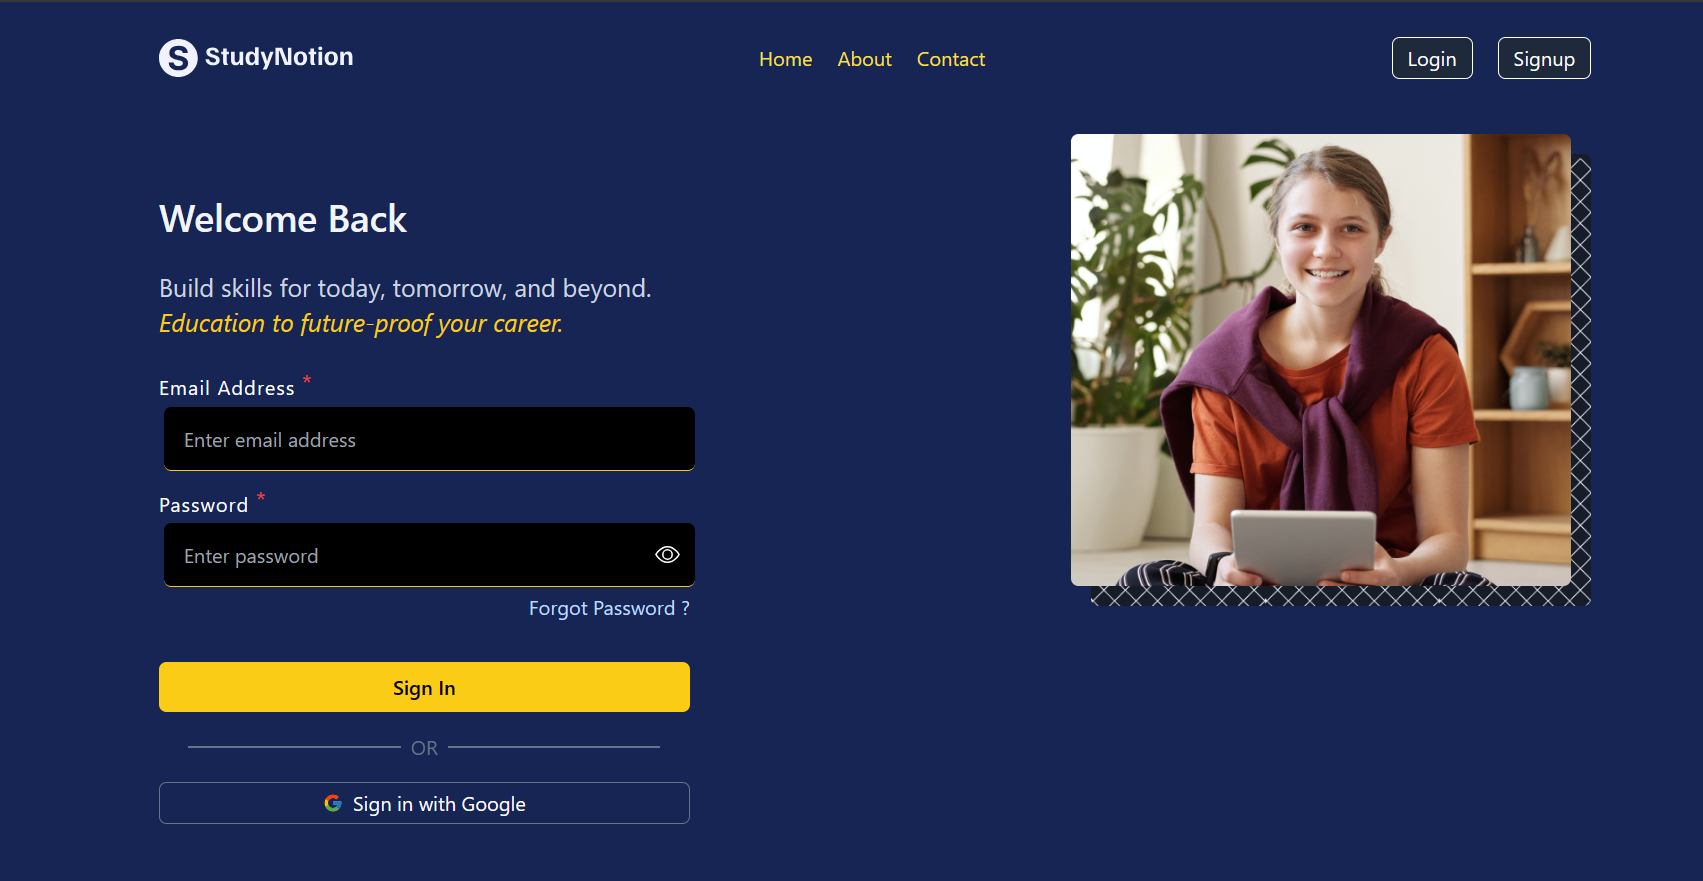 S StudyNotion
Home About Contact
Login Signup
Welcome Back
Build skills for today, tomorrow, and beyond.
Education to future-proof your career.
Email Address *
Enter email address
Password *
Enter password
Forgot Password ?
Sign In
OR
Sign in with Google